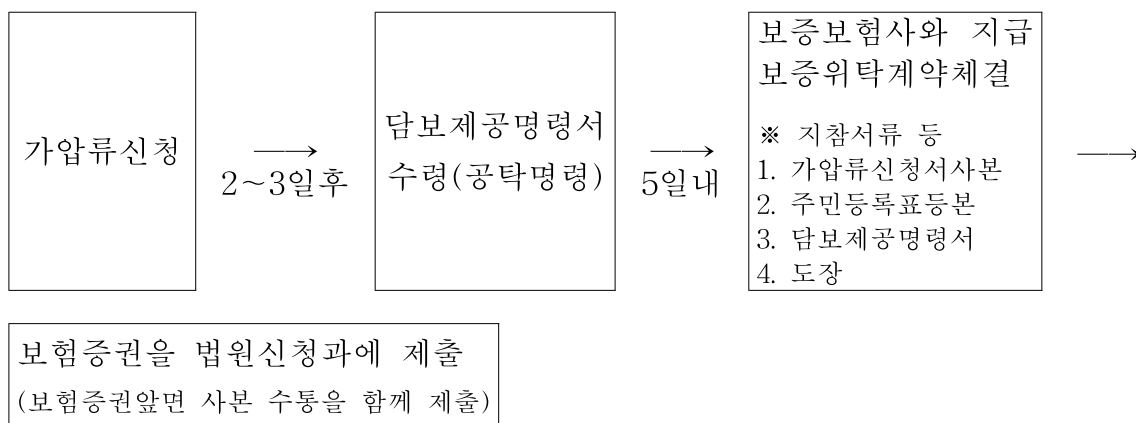 가압류신청
→
2~3일후
담보제공명령서
수령(공탁명령)
→
5일내
보증보험사와 지급
보증위탁계약체결
※ 지참서류 등
1. 가압류신청서사본
2. 주민등록표등본
3. 담보제공명령서
4. 도장
→
보험증권을 법원신청과에 제출
(보험증권앞면 사본 수통을 함께 제출)